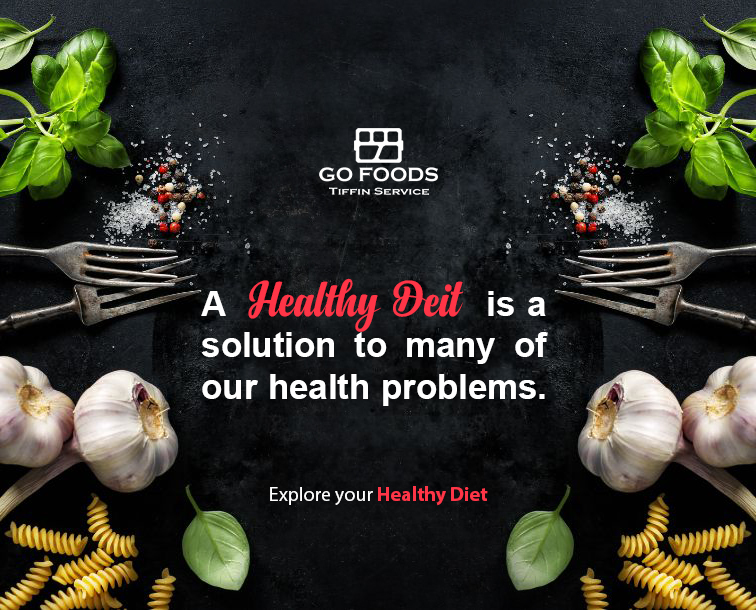 GO FOODS
TIFFIN SERVICE
A Healthy Deit is a
solution to many of
our health problems.
Explore your Healthy Diet